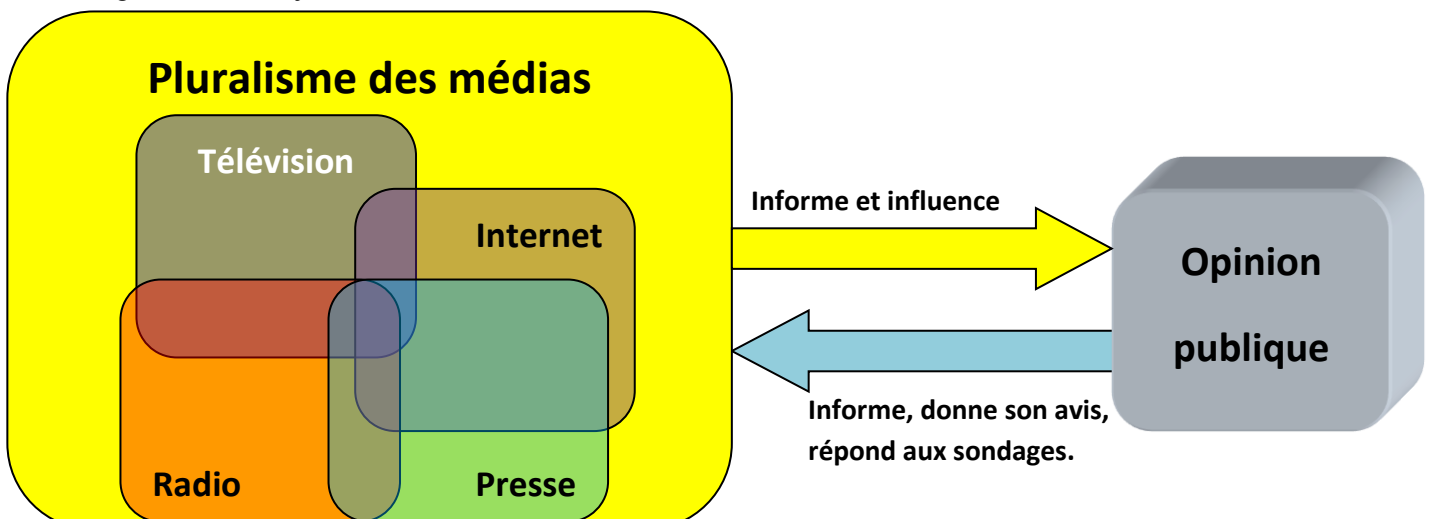 Pluralisme des médias
Télévision
Internet
Radio
Presse
Informe et influence
Opinion
publique
Informe, donne son avis,
répond aux sondages.